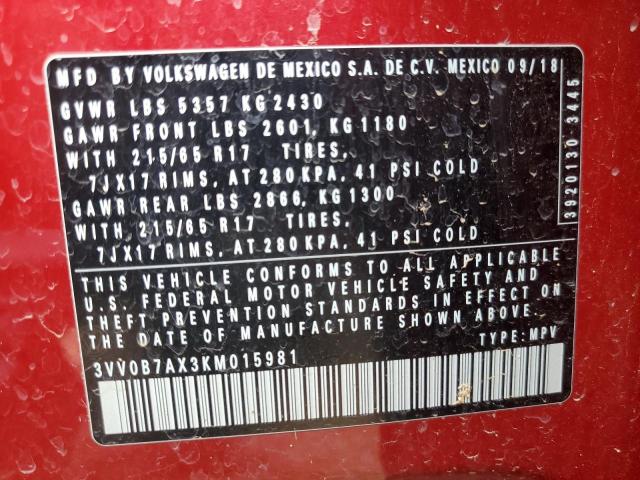 MFD BY VOLKSWAGEN DE MEXICO S.A. DE C.V. MEXICO 09/18
GVWR LBS 5357 KG 2430
GAWR FRONT LBS 2601, KG 1180
WITH 215/65 R17 TIRES.
7JX17 RIMS, AT 280 KPA, 41 PSI COLD
GAWR REAR LBS 2866, KG 1300
WITH 215/65 R17 TIRES.
7JX17 RIMS, AT 280 KPA, 41 PSI COLD
THIS VEHICLE CONFORMS TO ALL APPLICABLE
U.S. FEDERAL MOTOR VEHICLE SAFETY AND
THEFT PREVENTION STANDARDS IN EFFECT ON
THE DATE OF MANUFACTURE SHOWN ABOVE.
TYPE: MPV
3VV0B7AX3KM015981
3920130 3445